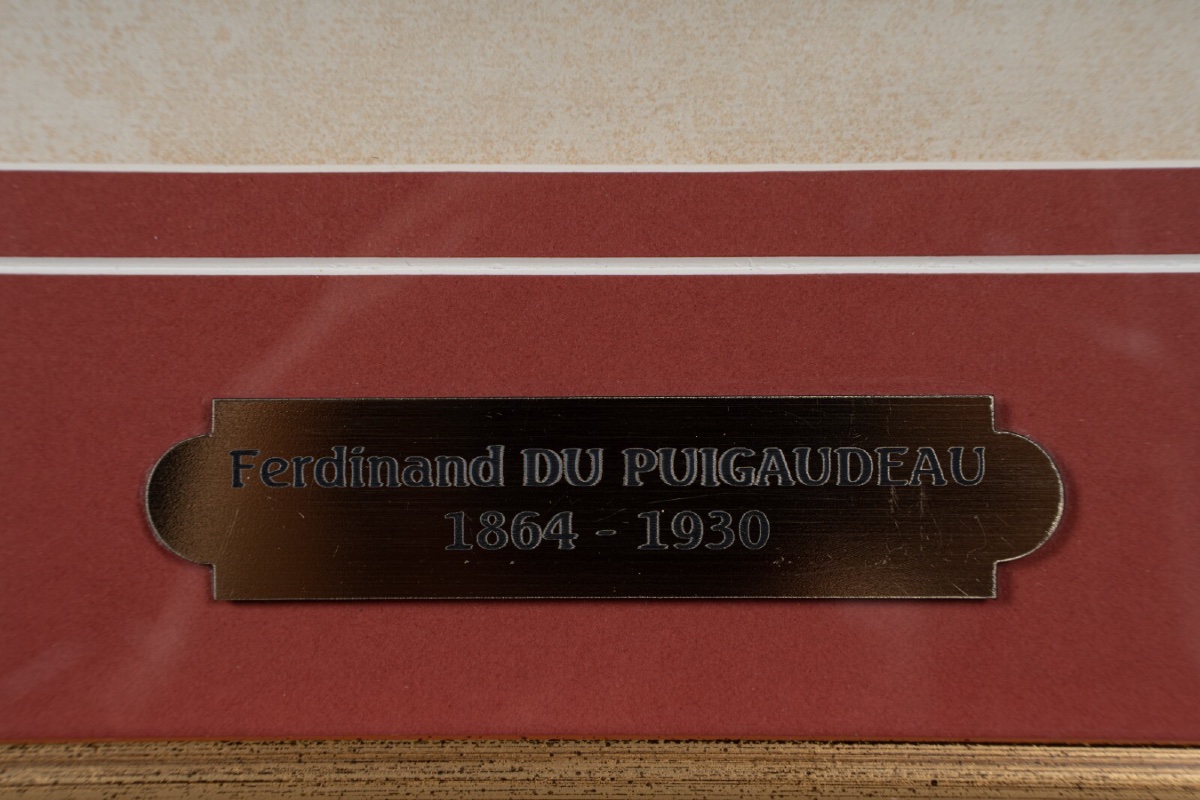 Ferdinand DU PUIGAUDEAU
1864 - 1930